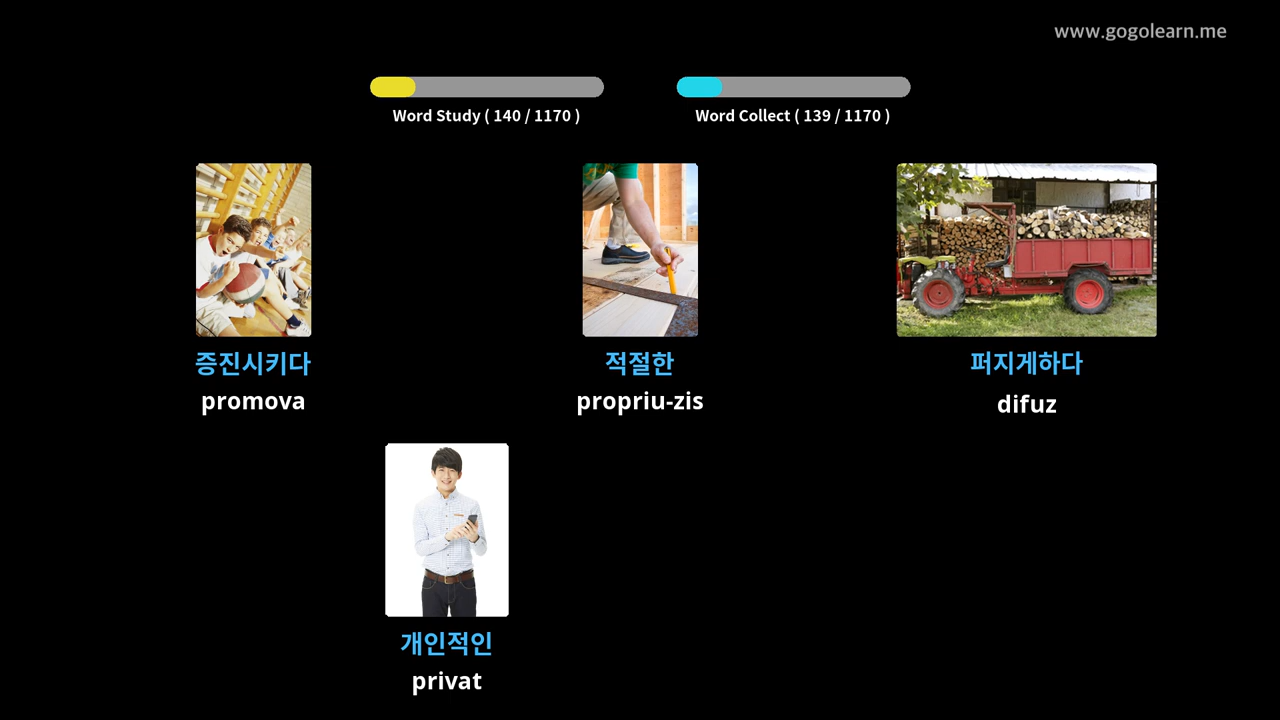 www.gogolearn.me
Word Study ( 140 / 1170 )
Word Collect ( 139 / 1170 )
증진시키다
promova
적절한
propriu-zis
퍼지게하다
difuz
개인적인
privat